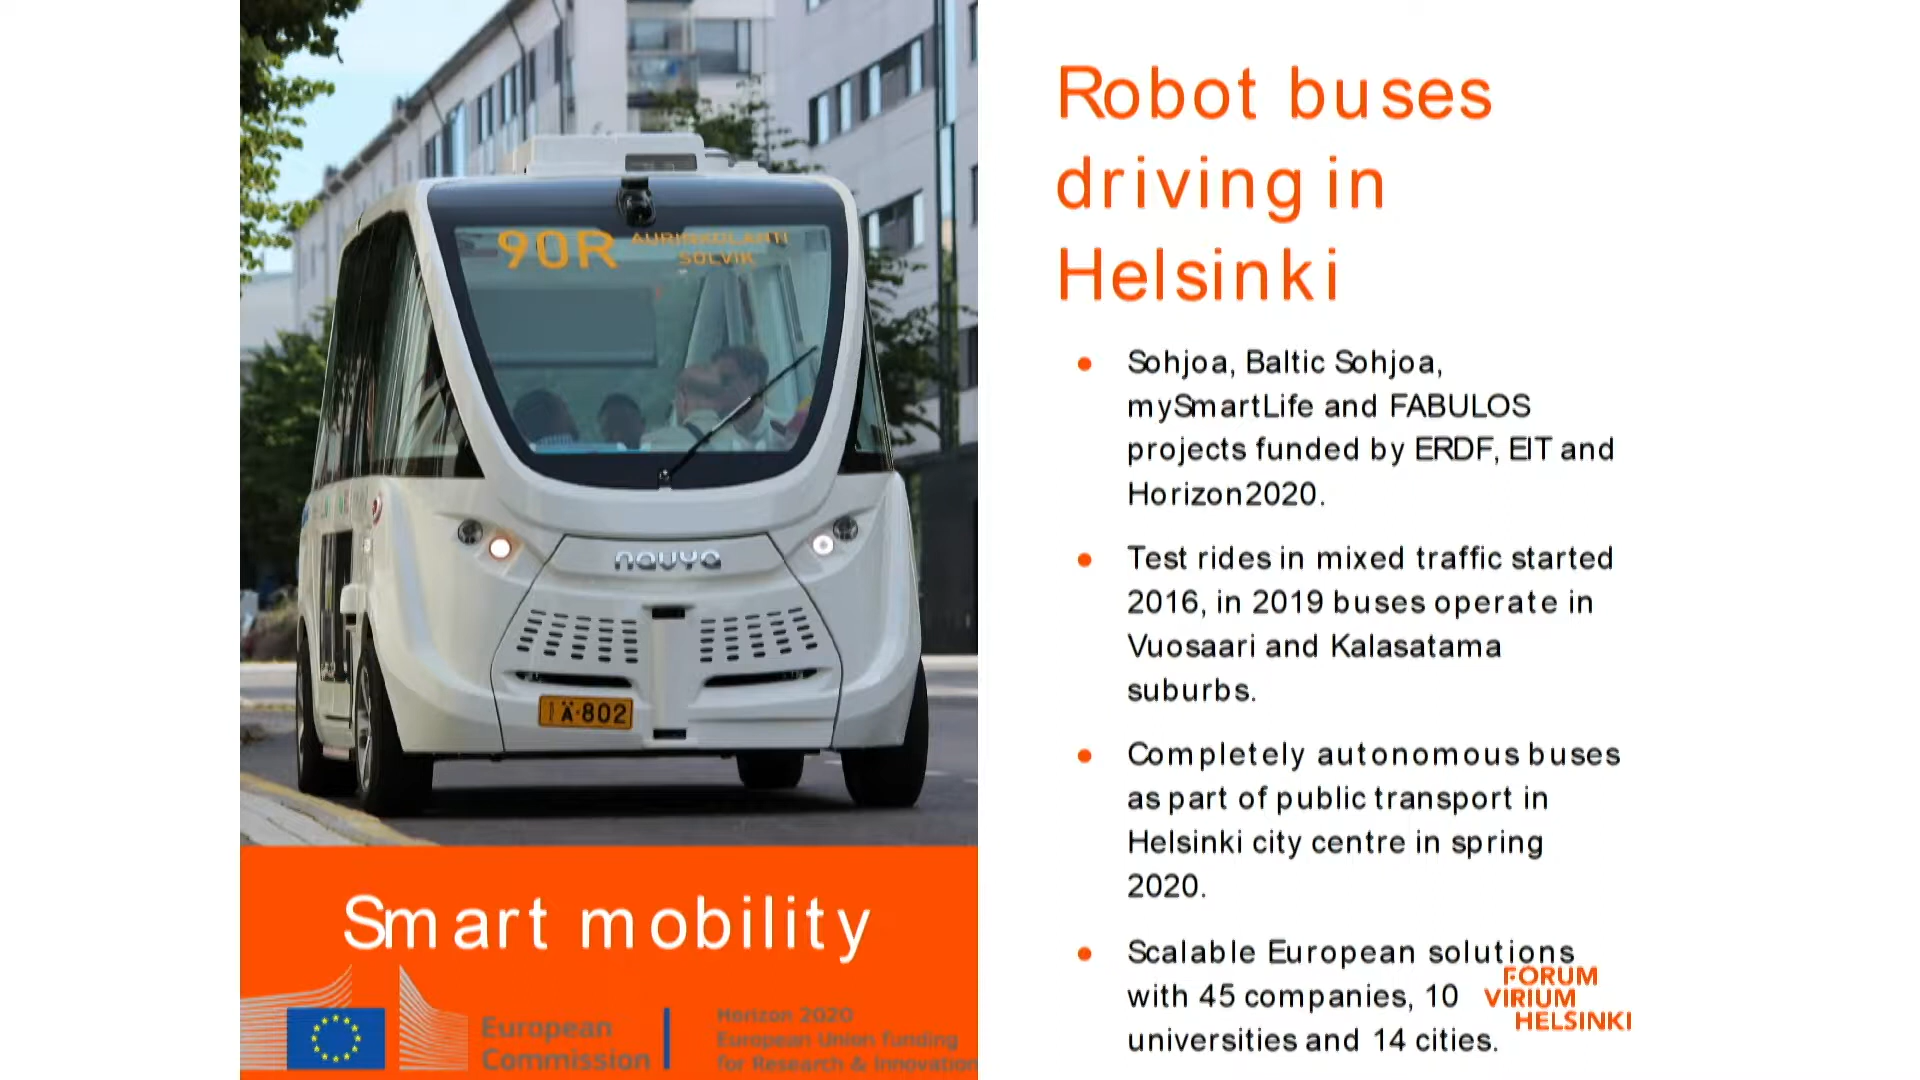 90R
AURINKOLAHTI
SOLVIK
navya
Ä·802
Smart mobility
European
Commission
Horizon 2020
European Union funding
for Research & Innovation
Robot buses
driving in
Helsinki
Sohjoa, Baltic Sohjoa,
mySmartLife and FABULOS
projects funded by ERDF, EIT and
Horizon2020.
Test rides in mixed traffic started
2016, in 2019 buses operate in
Vuosaari and Kalasatama
suburbs.
Completely autonomous buses
as part of public transport in
Helsinki city centre in spring
2020.
Scalable European solutions
with 45 companies, 10
universities and 14 cities.
FORUM
VIRIUM
HELSINKI